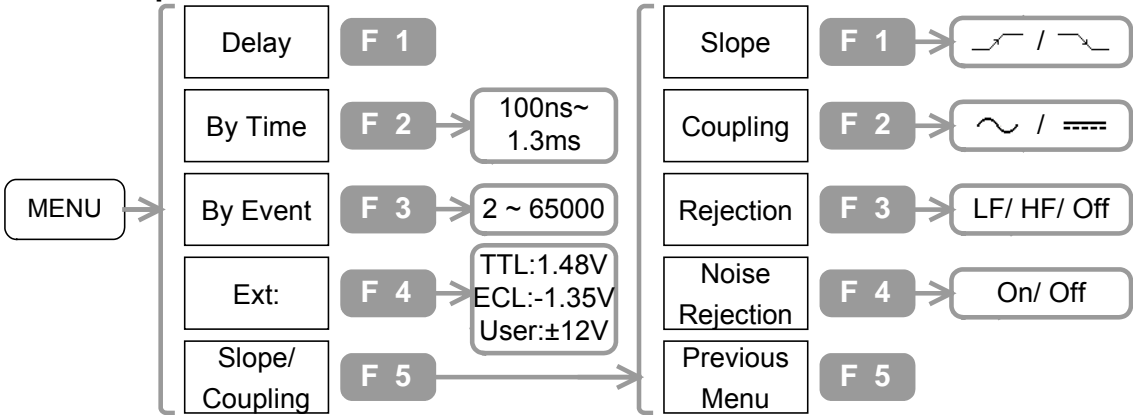 MENU
Delay
F 1
By Time
F 2
100ns~
1.3ms
By Event
F 3
2 ~ 65000
Ext:
F 4
TTL:1.48V
ECL:-1.35V
User:±12V
Slope/
Coupling
F 5
Slope
F 1
/
Coupling
F 2
/
Rejection
F 3
LF/ HF/ Off
Noise
Rejection
F 4
On/ Off
Previous
Menu
F 5